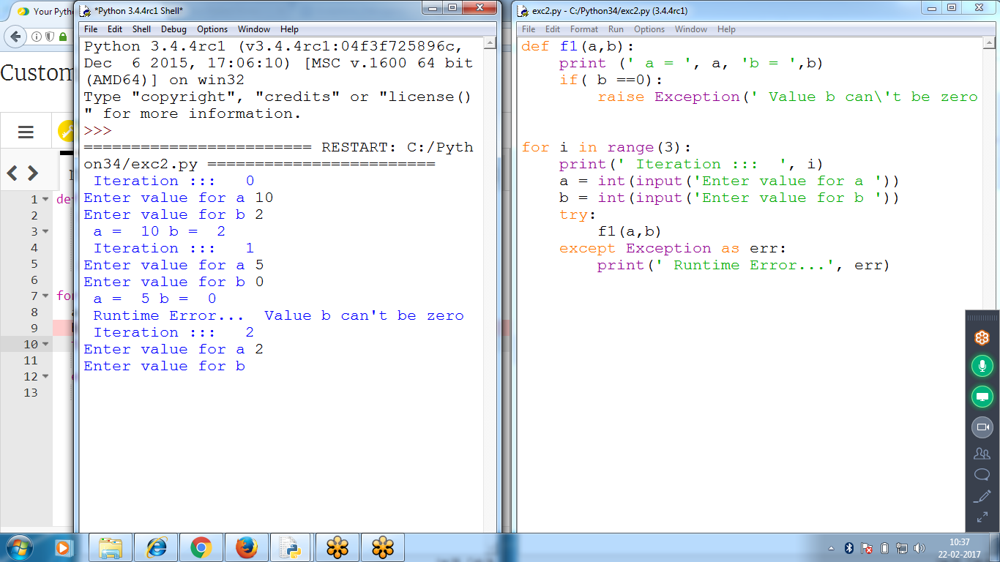 Your Pyth
Custom
1
2
3
4
5
6
7
8
9
10
11
12
13
de
fo
*Python 3.4.4rc1 Shell*
File Edit Shell Debug Options Window Help
Python 3.4.4rc1 (v3.4.4rc1:04f3f725896c,
Dec  6 2015, 17:06:10) [MSC v.1600 64 bit
(AMD64)] on win32
Type "copyright", "credits" or "license()
" for more information.
>>>
======================== RESTART: C:/Pyth
on34/exc2.py ========================
Iteration :::   0
Enter value for a 10
Enter value for b 2
a =  10 b =  2
Iteration :::   1
Enter value for a 5
Enter value for b 0
a =  5 b =  0
Runtime Error...  Value b can't be zero
Iteration :::   2
Enter value for a 2
Enter value for b
exc2.py - C:/Python34/exc2.py (3.4.4rc1)
File Edit Format Run Options Window Help
def f1(a,b):
print (' a = ', a, 'b = ',b)
if( b ==0):
raise Exception(' Value b can\'t be zero
for i in range(3):
print(' Iteration :::  ', i)
a = int(input('Enter value for a '))
b = int(input('Enter value for b '))
try:
f1(a,b)
except Exception as err:
print(' Runtime Error...', err)
10:37
22-02-2017